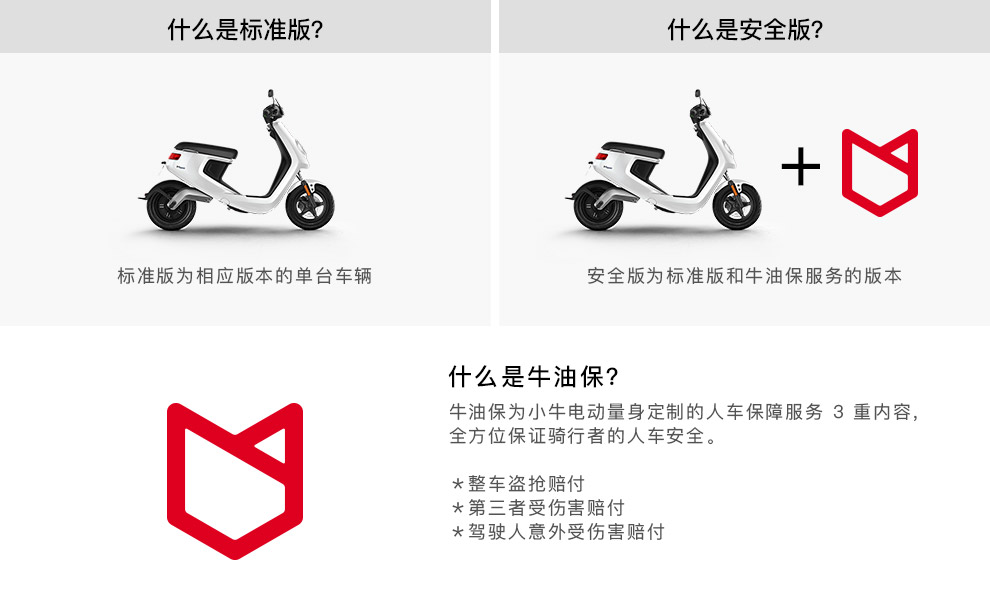 什么是标准版?
什么是安全版?
标准版为相应版本的单台车辆
安全版为标准版和牛油保服务的版本
什么是牛油保?
牛油保为小牛电动量身定制的人车保障服务 3 重内容,
全方位保证骑行者的人车安全。
*整车盗抢赔付
*第三者受伤害赔付
*驾驶人意外受伤害赔付